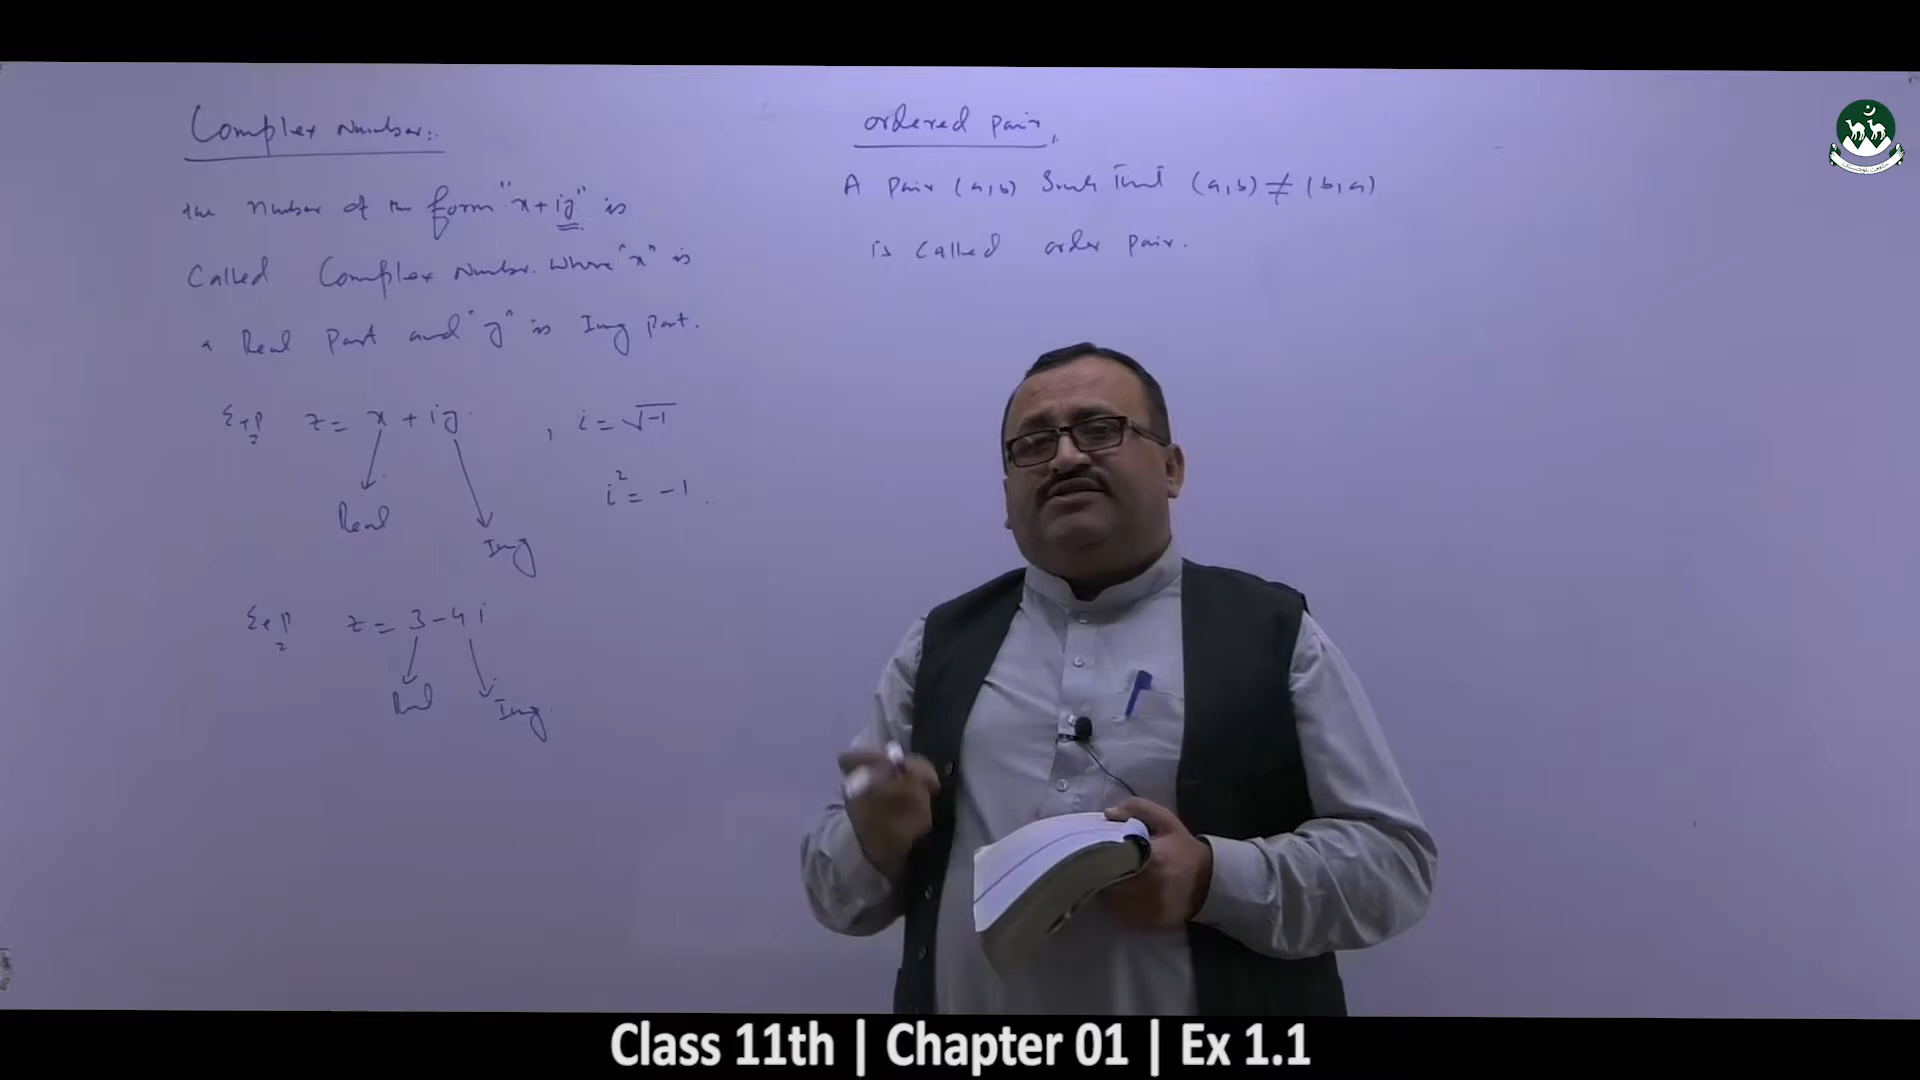 Complex Number:.
the number of the form "x+iy" is
Called Complex Number. Where "x" is
a Real Part and "y" is Img part.
Exp z = x + iy , i = √-1
Real
i² = -1.
Img
Exp z = 3-4i
Real
Img.
ordered pair,
A pair (a,b) Such That (a,b) ≠ (b,a)
is called order pair.
Class 11th | Chapter 01 | Ex 1.1